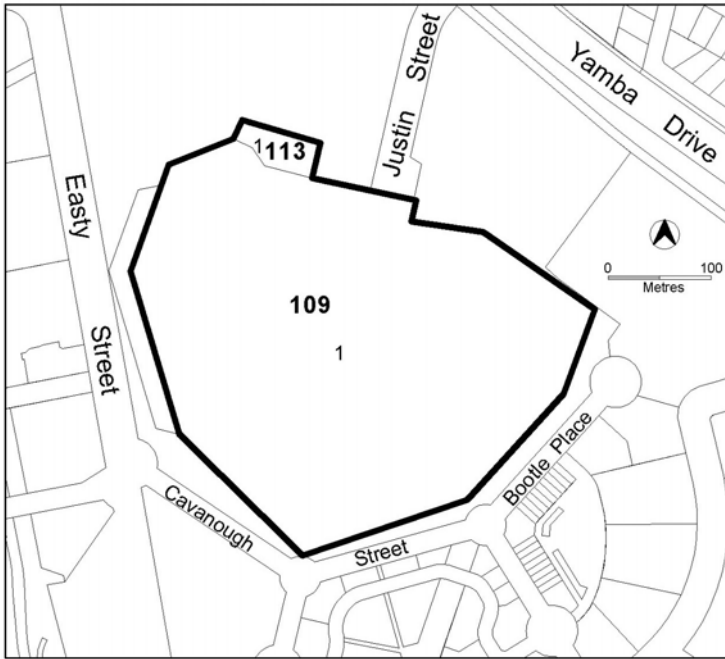 Yamba Drive
Justin Street
1
113
Easty Street
109
1
0 100
Metres
Bootle Place
Cavanough Street